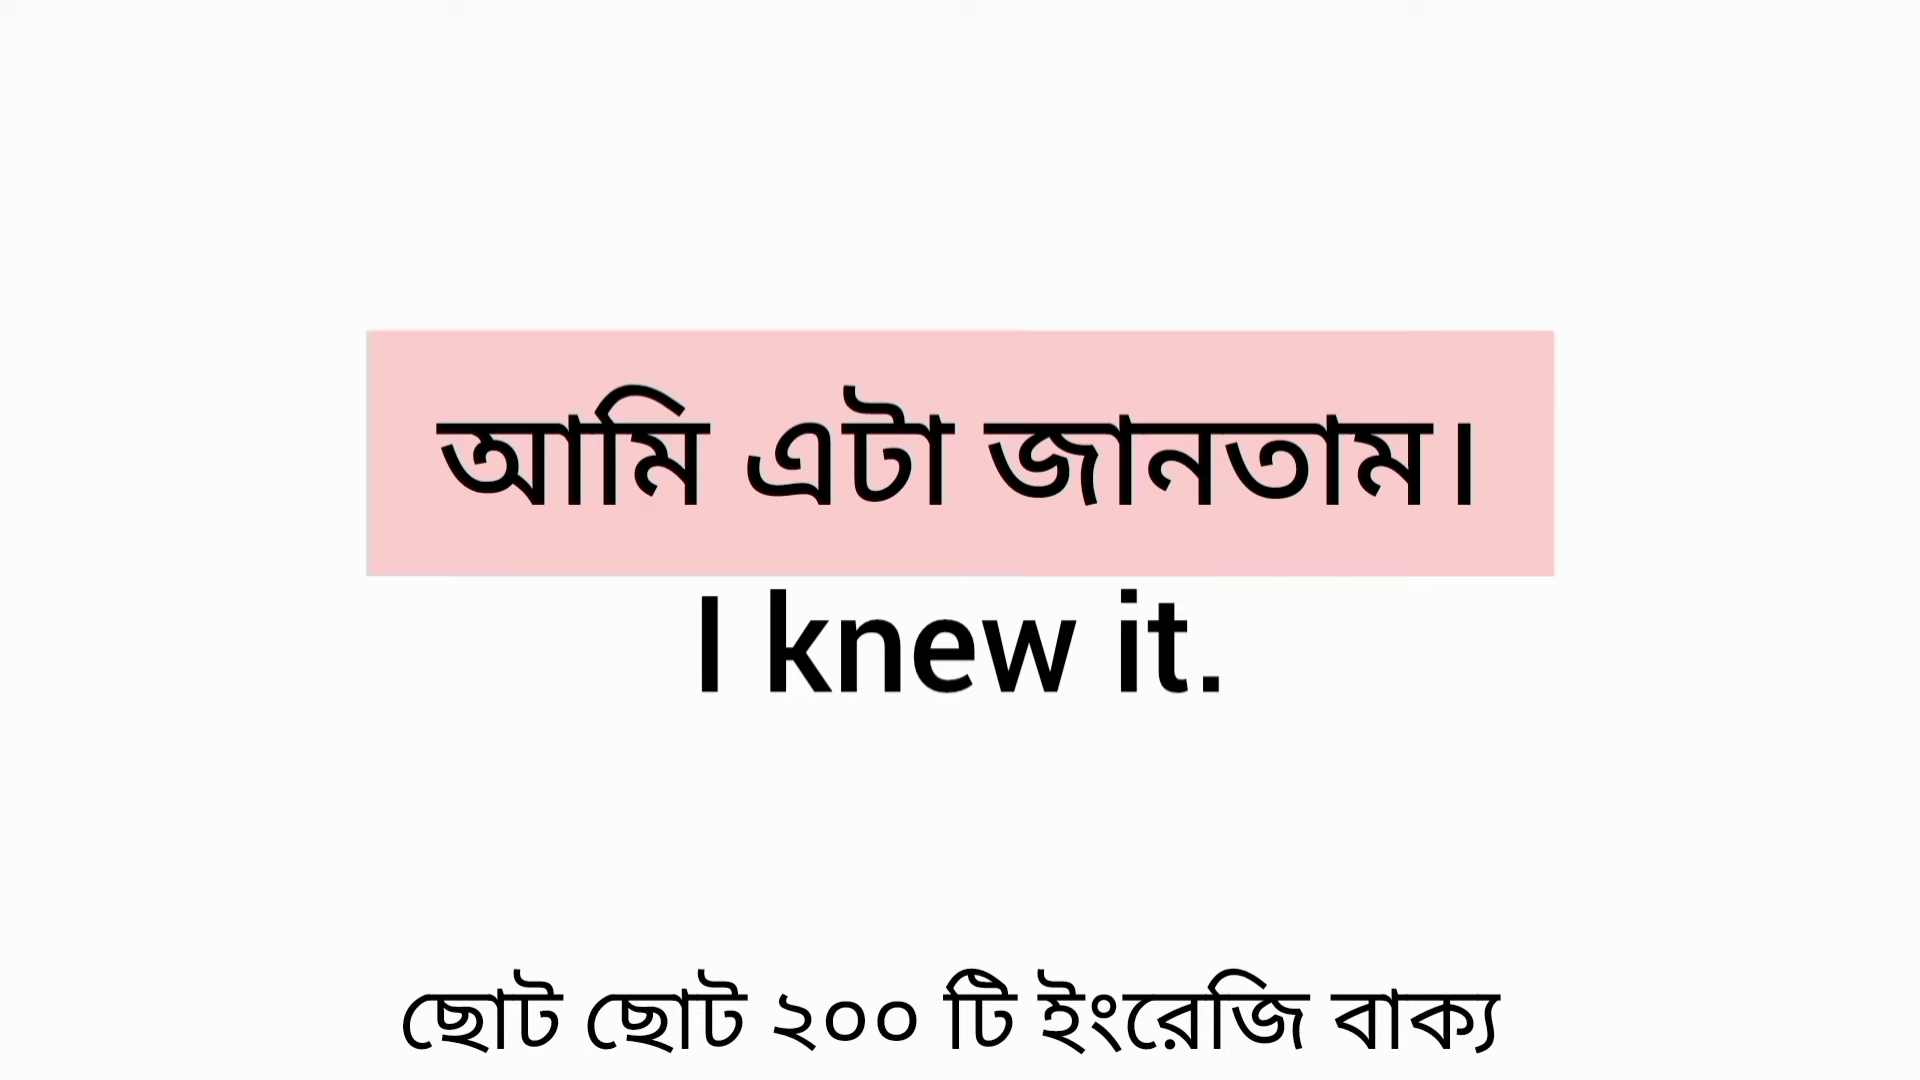 আমি এটা জানতাম।
I knew it.
ছোট ছোট ২০০ টি ইংরেজি বাক্য